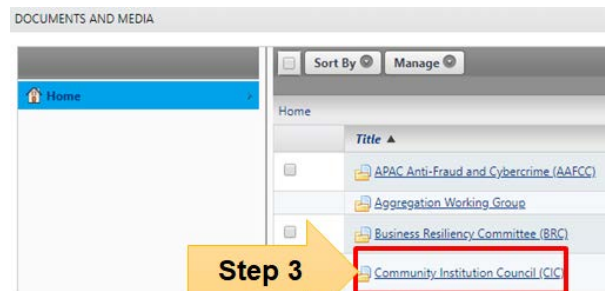 DOCUMENTS AND MEDIA
Sort By Manage
Home
Home
Title ▲
APAC Anti-Fraud and Cybercrime (AAFCC)
Aggregation Working Group
Business Resiliency Committee (BRC)
Step 3
Community Institution Council (CIC)